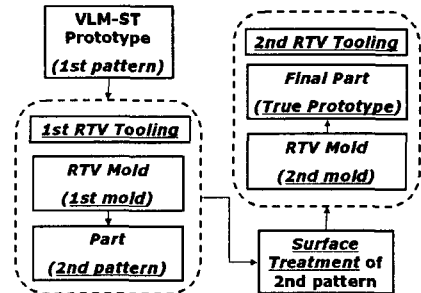 VLM-ST
Prototype
(1st pattern)
1st RTV Tooling
RTV Mold
(1st mold)
Part
(2nd pattern)
Surface
Treatment of
2nd pattern
2nd RTV Tooling
Final Part
(True Prototype)
RTV Mold
(2nd mold)